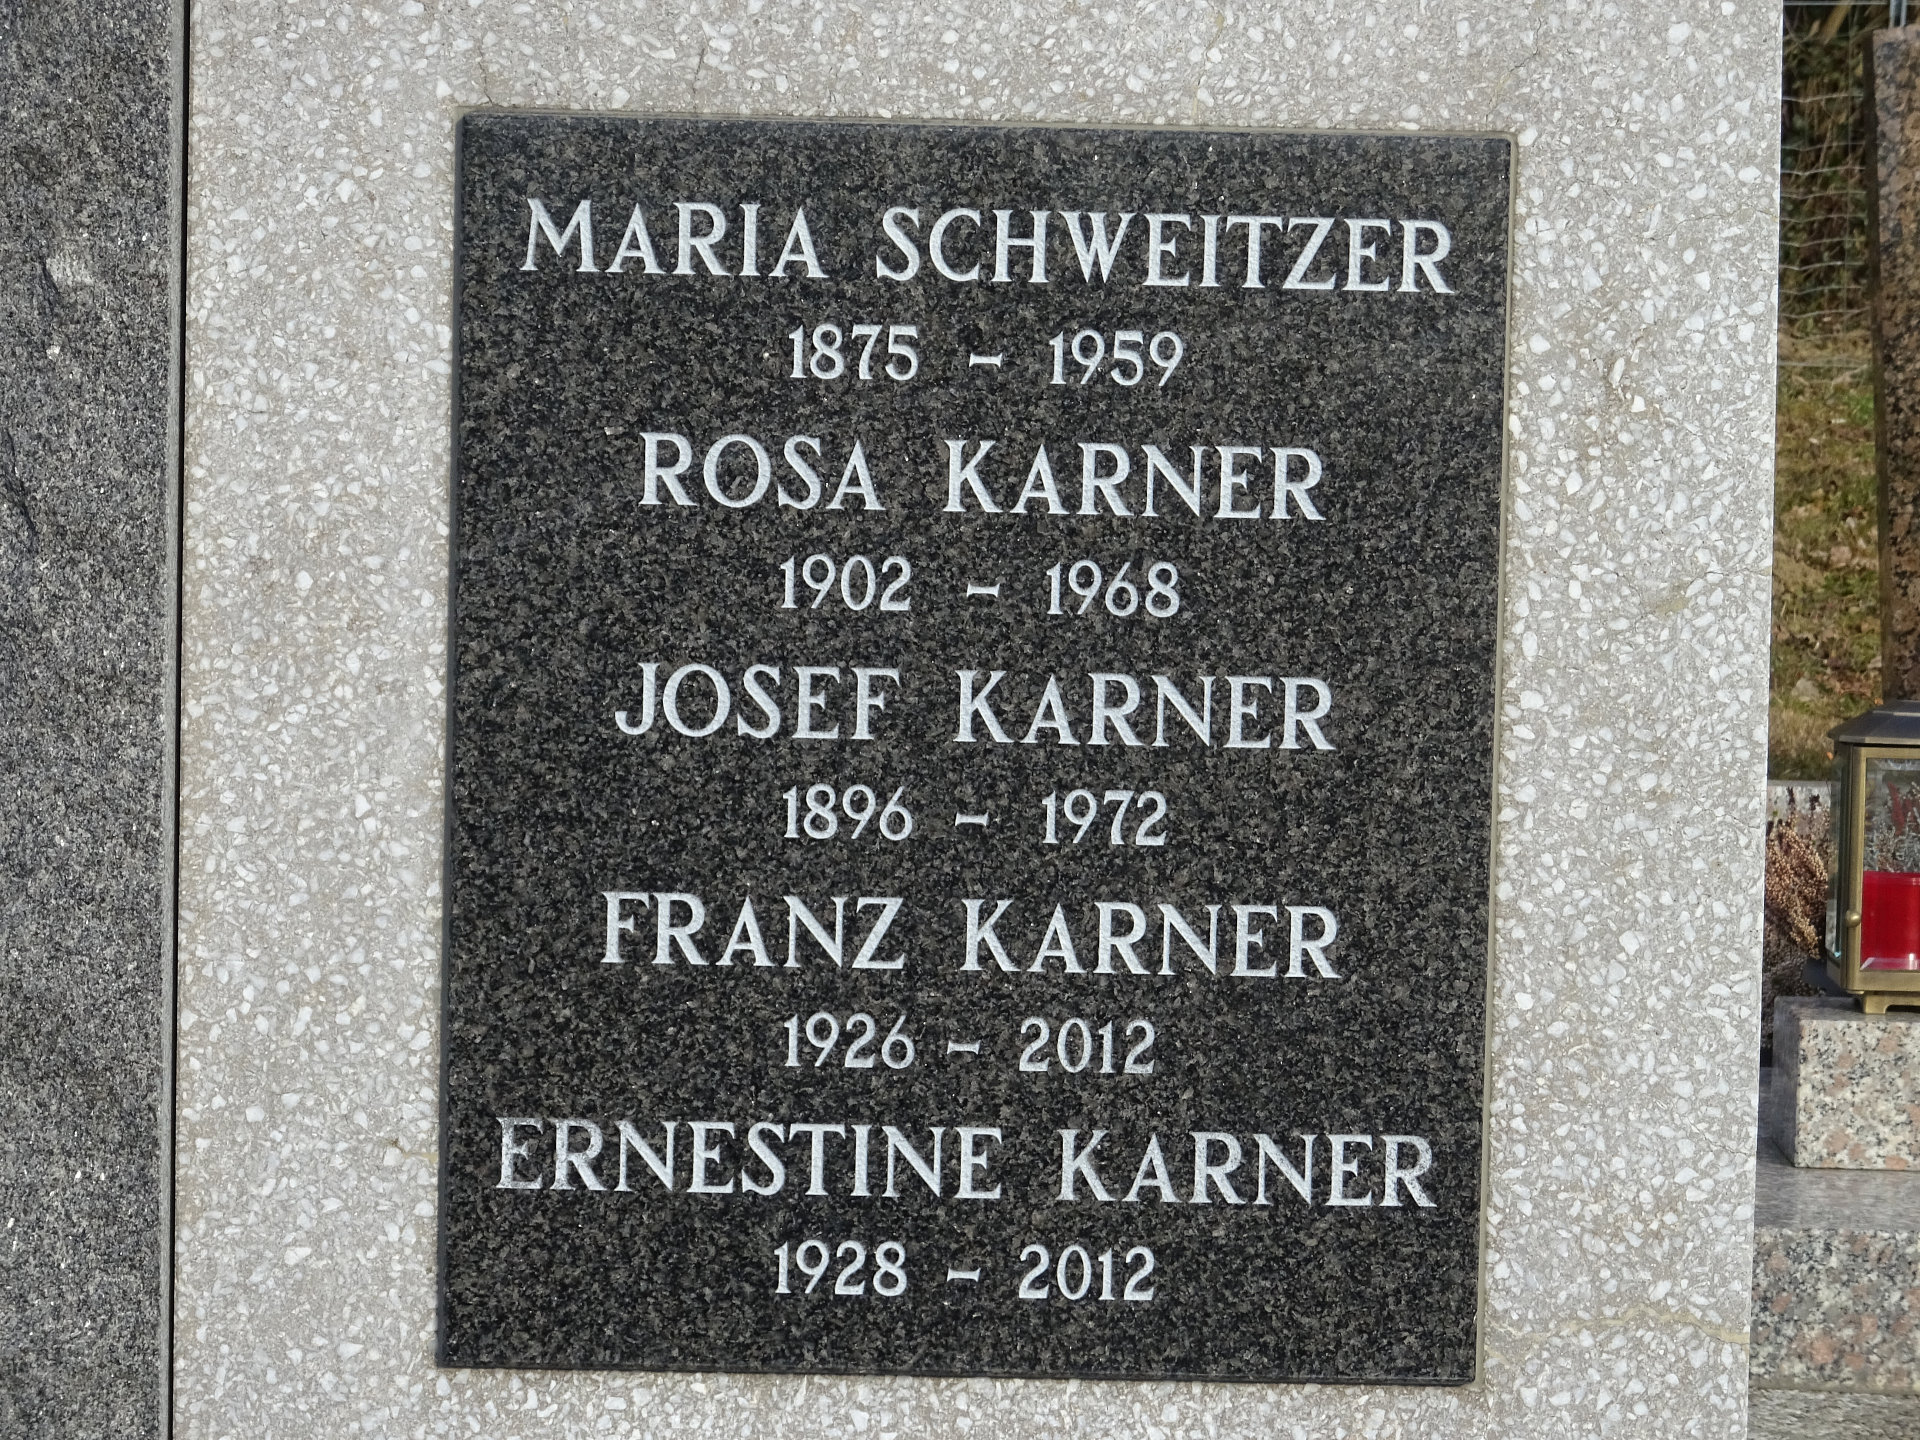 MARIA SCHWEITZER
1875 - 1959
ROSA KARNER
1902 - 1968
JOSEF KARNER
1896 - 1972
FRANZ KARNER
1926 - 2012
ERNESTINE KARNER
1928 - 2012